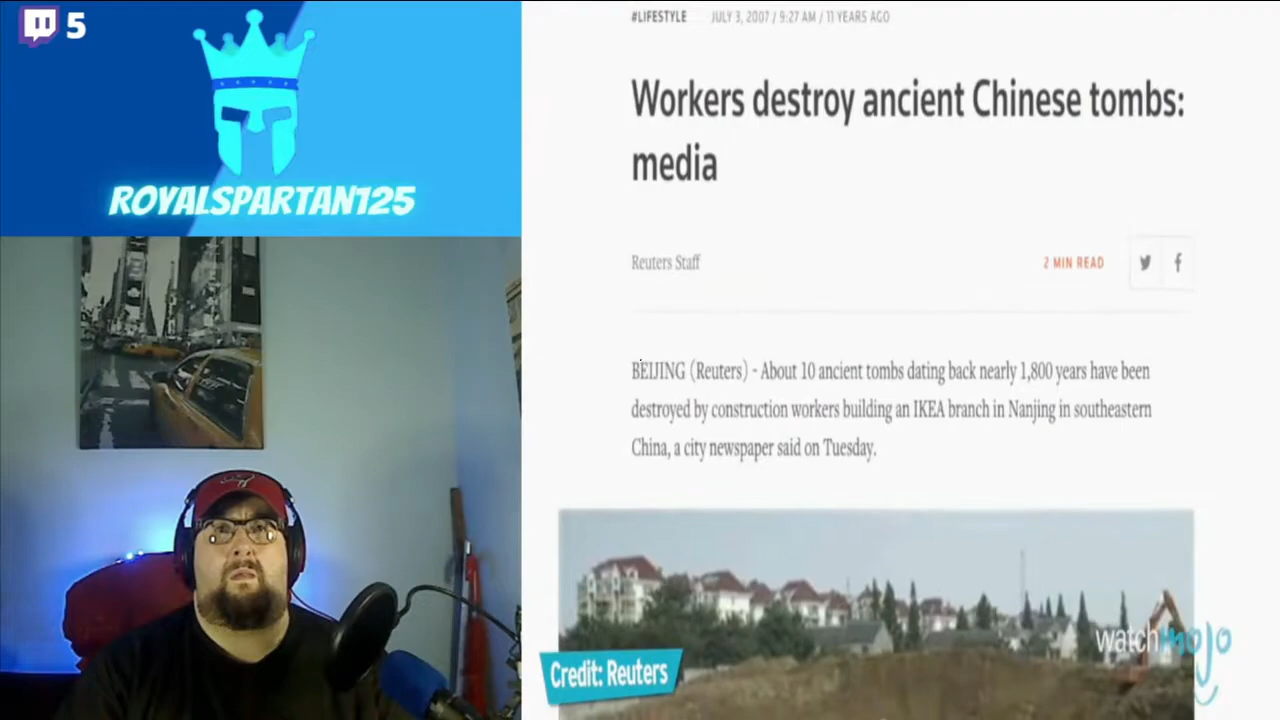 5
ROYALSPARTAN125
#LIFESTYLE JULY 3, 2007 / 9:27 AM / 11 YEARS AGO
Workers destroy ancient Chinese tombs:
media
Reuters Staff
2 MIN READ
BEIJING (Reuters) - About 10 ancient tombs dating back nearly 1,800 years have been
destroyed by construction workers building an IKEA branch in Nanjing in southeastern
China, a city newspaper said on Tuesday.
watchmojo
Credit: Reuters